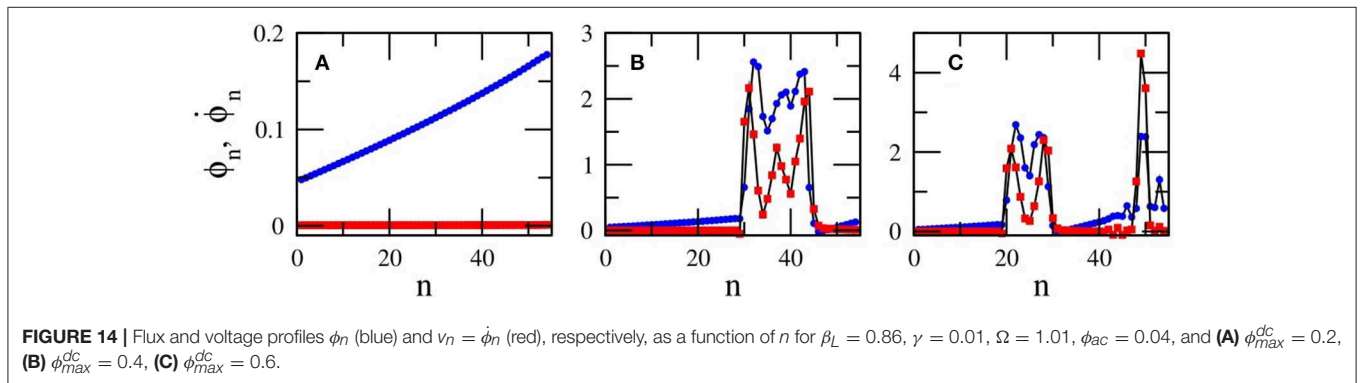 0.2
0.1
0
ϕn, ϕ̇n
A
0 20 40
n
3
2
1
0
B
0 20 40
n
4
2
0
C
0 20 40
n
FIGURE 14 | Flux and voltage profiles ϕn (blue) and vn = ϕ̇n (red), respectively, as a function of n for βL = 0.86, γ = 0.01, Ω = 1.01, ϕac = 0.04, and (A) ϕ^dc_max = 0.2,
(B) ϕ^dc_max = 0.4, (C) ϕ^dc_max = 0.6.